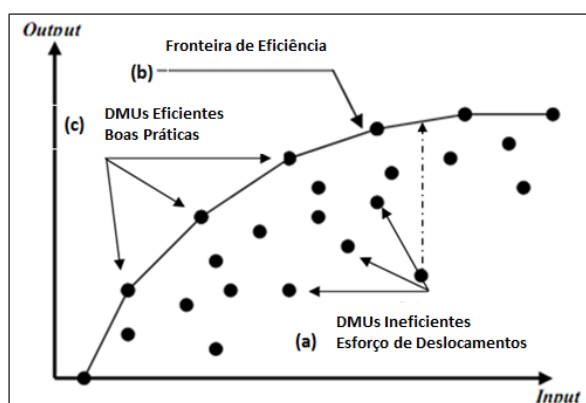 Output
Fronteira de Eficiência
(b)
(c)
DMUs Eficientes
Boas Práticas
DMUs Ineficientes
(a)
Esforço de Deslocamentos
Input